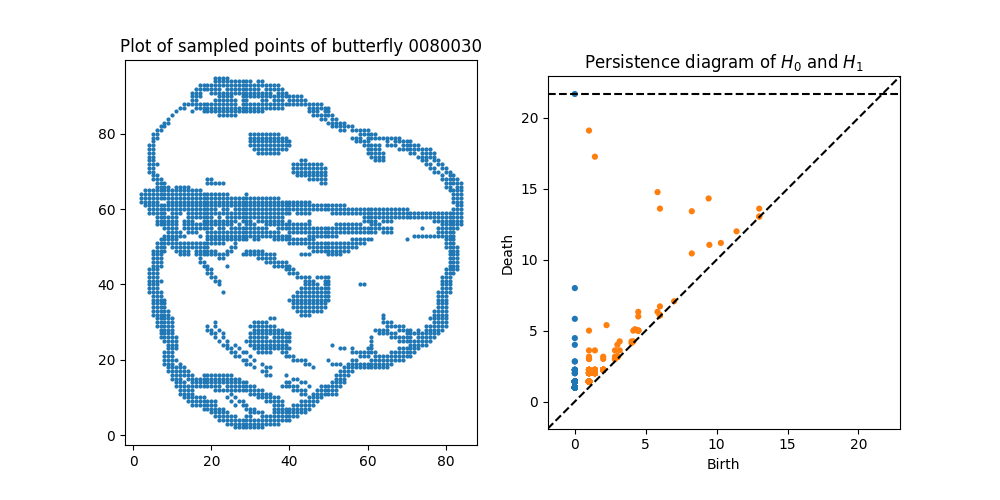 Plot of sampled points of butterfly 0080030
80
60
40
20
0
0 20 40 60 80
Persistence diagram of H₀ and H₁
20
15
10
5
0
Death
0 5 10 15 20
Birth